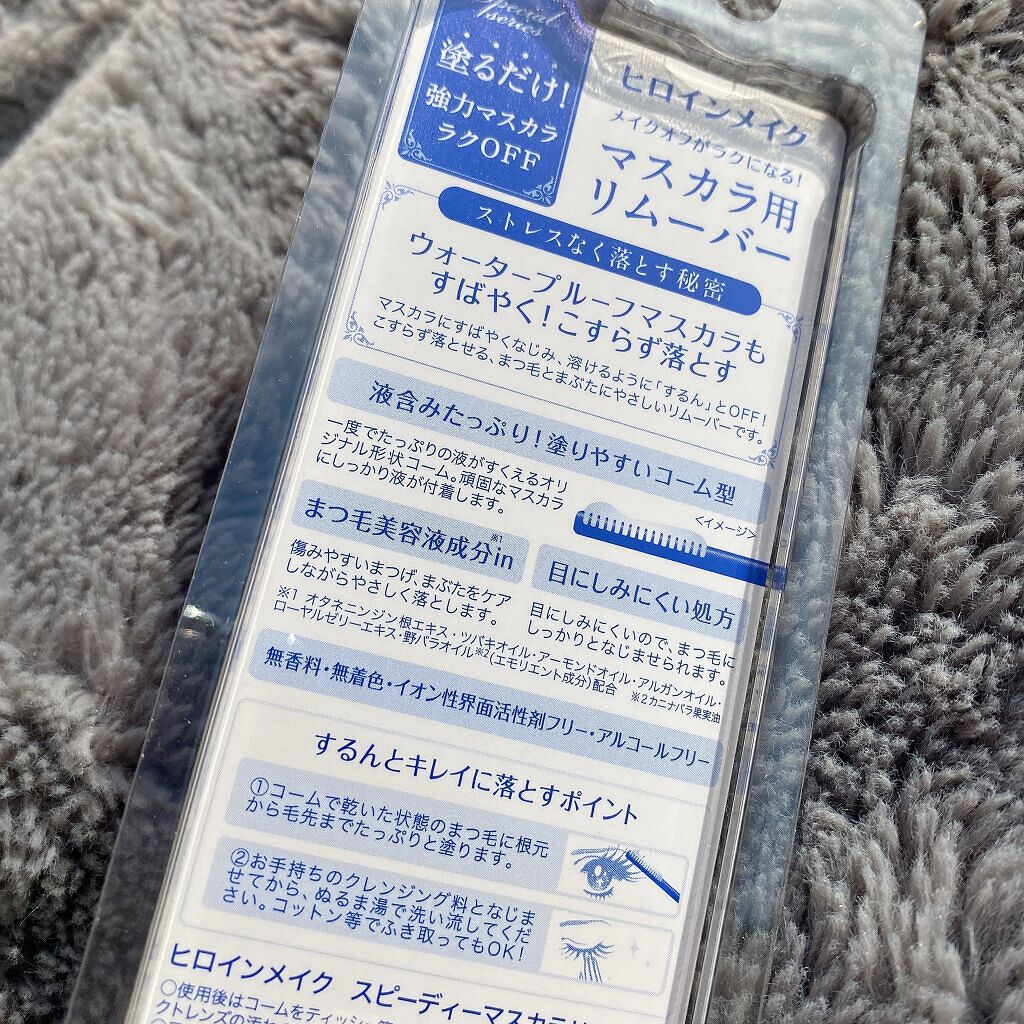 Special
series
塗るだけ!
強力マスカラ
ラクOFF
ヒロインメイク
メイクオフがラクになる!
マスカラ用
リムーバー
ストレスなく落とす秘密
ウォータープルーフマスカラも
すばやく!こすらず落とす
マスカラにすばやくなじみ、溶けるように「するん」とOFF!
こすらず落とせる、まつ毛とまぶたにやさしいリムーバーです。
液含みたっぷり!塗りやすいコーム型
一度でたっぷりの液がすくえるオリ
ジナル形状コーム。頑固なマスカラ
にしっかり液が付着します。
<イメージ>
まつ毛美容液成分※1in
傷みやすいまつげ、まぶたをケア
しながらやさしく落とします。
目にしみにくい処方
目にしみにくいので、まつ毛に
しっかりとなじませられます。
※1 オタネニンジン根エキス・ツバキオイル・アーモンドオイル・アルガンオイル・
ローヤルゼリーエキス・野バラオイル※2(エモリエント成分)配合 ※2カニナバラ果実油
無香料・無着色・イオン性界面活性剤フリー・アルコールフリー
するんとキレイに落とすポイント
①コームで乾いた状態のまつ毛に根元
から毛先までたっぷりと塗ります。
②お手持ちのクレンジング料となじま
せてから、ぬるま湯で洗い流してくだ
さい。コットン等でふき取ってもOK!
ヒロインメイク スピーディーマスカラ
○使用後はコームをティッシュ
クトレンズの汚れ